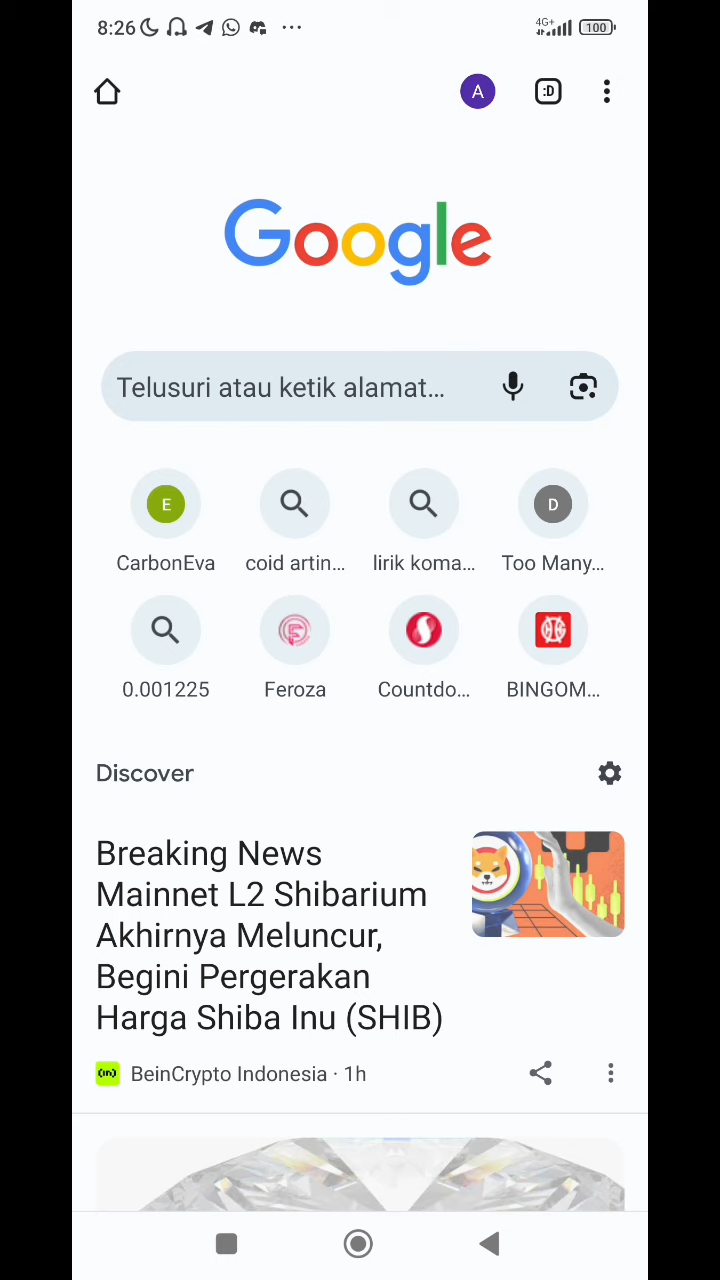 8:26
4G+
100
A
:D
Google
Telusuri atau ketik alamat...
E
D
CarbonEva
coid artin...
lirik koma...
Too Many...
0.001225
Feroza
Countdo...
BINGOM...
Discover
Breaking News
Mainnet L2 Shibarium
Akhirnya Meluncur,
Begini Pergerakan
Harga Shiba Inu (SHIB)
(in) BeinCrypto Indonesia · 1h